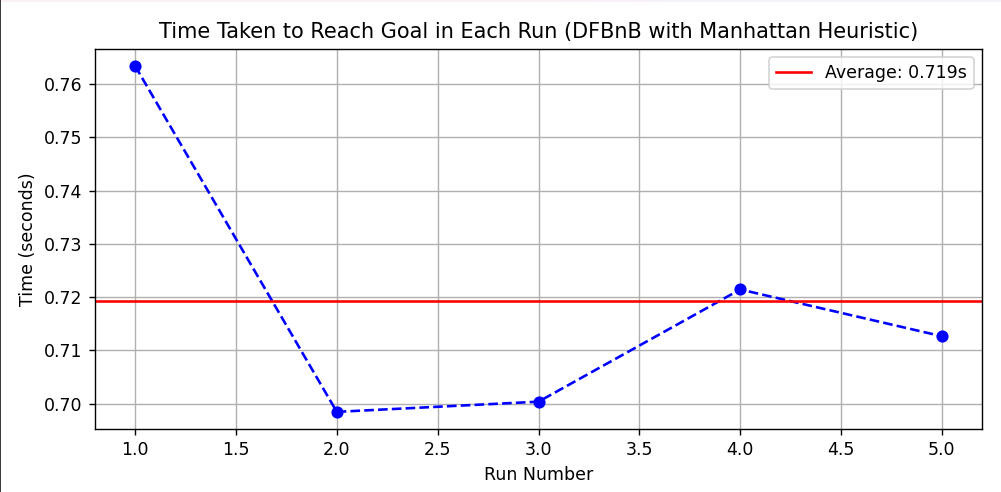 Time Taken to Reach Goal in Each Run (DFBnB with Manhattan Heuristic)
Average: 0.719s
Time (seconds)
0.76
0.75
0.74
0.73
0.72
0.71
0.70
1.0 1.5 2.0 2.5 3.0 3.5 4.0 4.5 5.0
Run Number